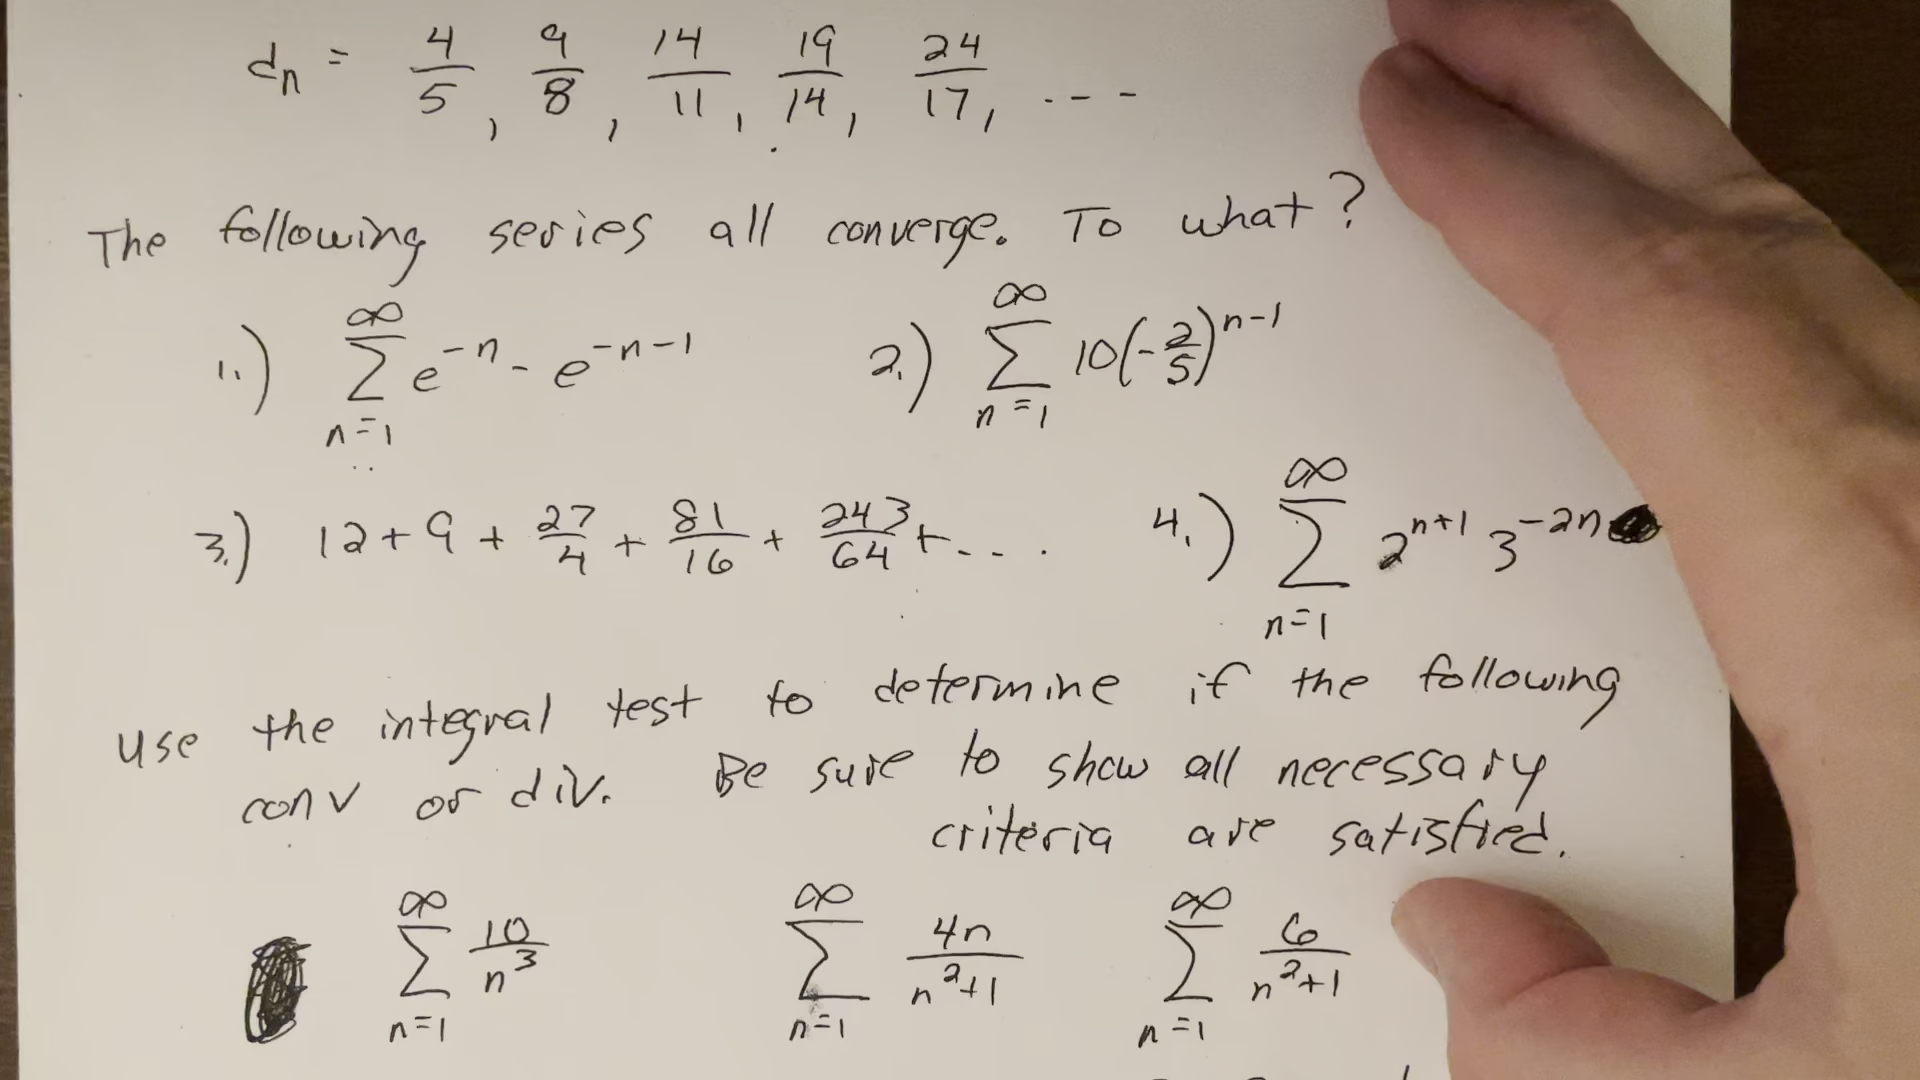 dn = 4/5, 9/8, 14/11, 19/14, 24/17, ---
The following series all converge. To what?
1.) ∞ Σ n=1 e^{-n} - e^{-n-1} 2.) ∞ Σ n=1 10(-2/5)^{n-1}
3.) 12 + 9 + 27/4 + 81/16 + 243/64 + --- . 4.) ∞ Σ n=1 2^{n+1} 3^{-2n}
Use the integral test to determine if the following
conv or div. Be sure to show all necessary
criteria are satisfied.
∞ Σ n=1 10/n^3 ∞ Σ n=1 4n/n^2+1 ∞ Σ n=1 6/n^2+1